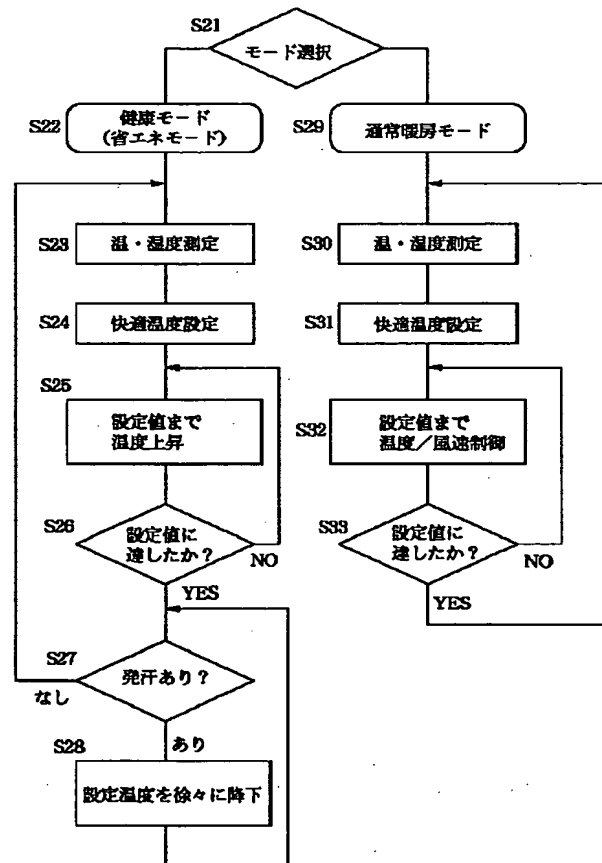 S21
モード選択
S22
健康モード
(省エネモード)
S23
温・湿度測定
S24
快適温度設定
S25
設定値まで
温度上昇
S26
設定値に
達したか?
NO
YES
S27
発汗あり?
なし
あり
S28
設定温度を徐々に降下
S29
通常暖房モード
S30
温・湿度測定
S31
快適温度設定
S32
設定値まで
温度/風速制御
S33
設定値に
達したか?
NO
YES